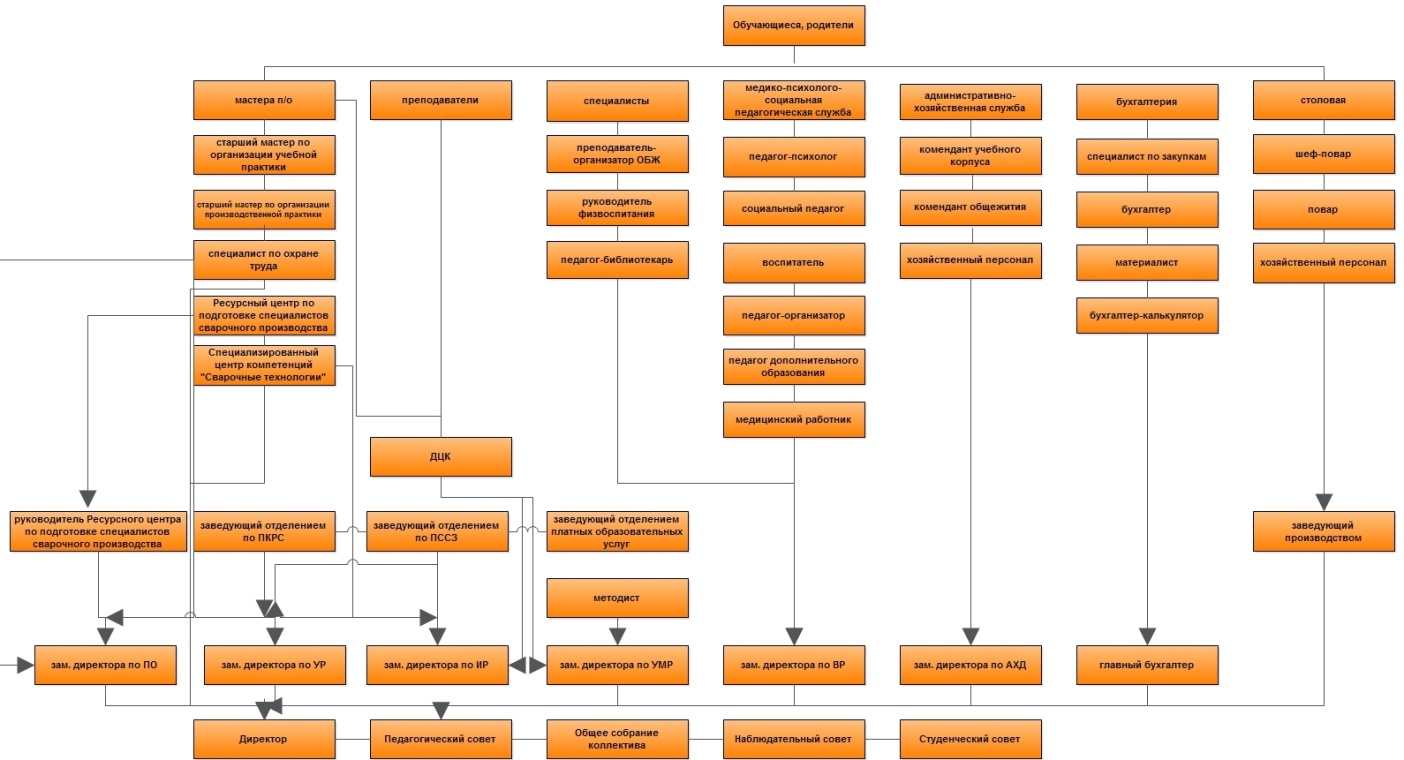 Обучающиеся, родители
мастера п/о
преподаватели
специалисты
медико-психолого-
социальная
педагогическая служба
административно-
хозяйственная служба
бухгалтерия
столовая
старший мастер по
организации учебной
практики
преподаватель-
организатор ОБЖ
педагог-психолог
комендант учебного
корпуса
специалист по закупкам
шеф-повар
старший мастер по организации
производственной практики
руководитель
физвоспитания
социальный педагог
комендант общежития
бухгалтер
повар
специалист по охране
труда
педагог-библиотекарь
воспитатель
хозяйственный персонал
материалист
хозяйственный персонал
Ресурсный центр по
подготовке специалистов
сварочного производства
педагог-организатор
бухгалтер-калькулятор
Специализированный
центр компетенций
"Сварочные технологии"
педагог дополнительного
образования
медицинский работник
ДЦК
руководитель Ресурсного центра
по подготовке специалистов
сварочного производства
заведующий отделением
по ПКРС
заведующий отделением
по ПССЗ
заведующий отделением
платных образовательных
услуг
заведующий
производством
методист
зам. директора по ПО
зам. директора по УР
зам. директора по ИР
зам. директора по УМР
зам. директора по ВР
зам. директора по АХД
главный бухгалтер
Директор
Педагогический совет
Общее собрание
коллектива
Наблюдательный совет
Студенческий совет